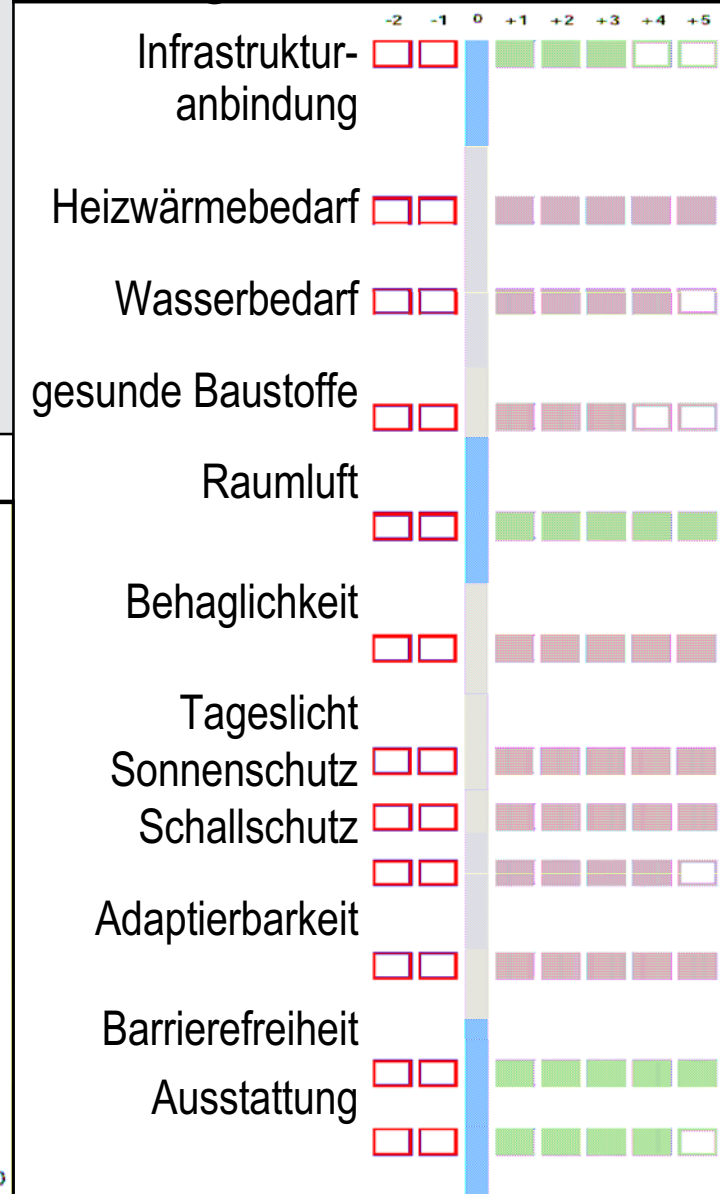 -2 -1 0 +1 +2 +3 +4 +5
Infrastruktur-
anbindung
Heizwärmebedarf
Wasserbedarf
gesunde Baustoffe
Raumluft
Behaglichkeit
Tageslicht
Sonnenschutz
Schallschutz
Adaptierbarkeit
Barrierefreiheit
Ausstattung